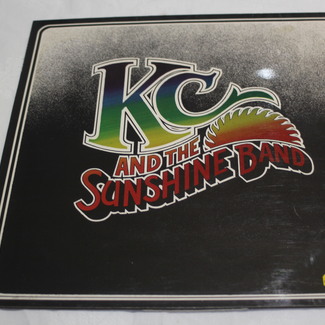 KC
AND THE
SUNSHINE BAND